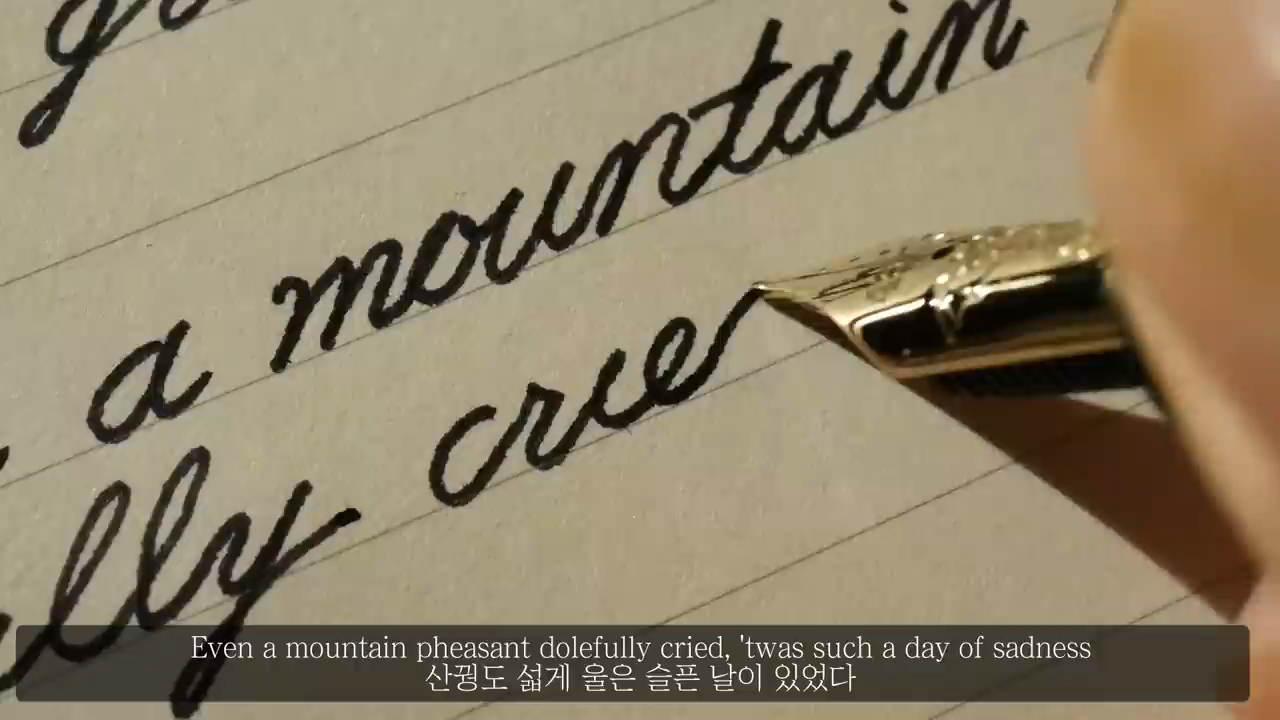 a mountain
lly crie
Even a mountain pheasant dolefully cried, 'twas such a day of sadness
산꿩도 섧게 울은 슬픈 날이 있었다